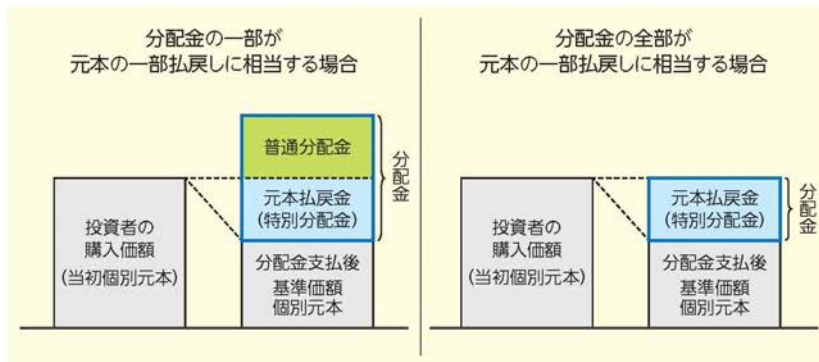 分配金の一部が
元本の一部払戻しに相当する場合
普通分配金
元本払戻金
(特別分配金)
分配金
投資者の
購入価額
(当初個別元本)
分配金支払後
基準価額
個別元本
分配金の全部が
元本の一部払戻しに相当する場合
元本払戻金
(特別分配金)
分配金
投資者の
購入価額
(当初個別元本)
分配金支払後
基準価額
個別元本